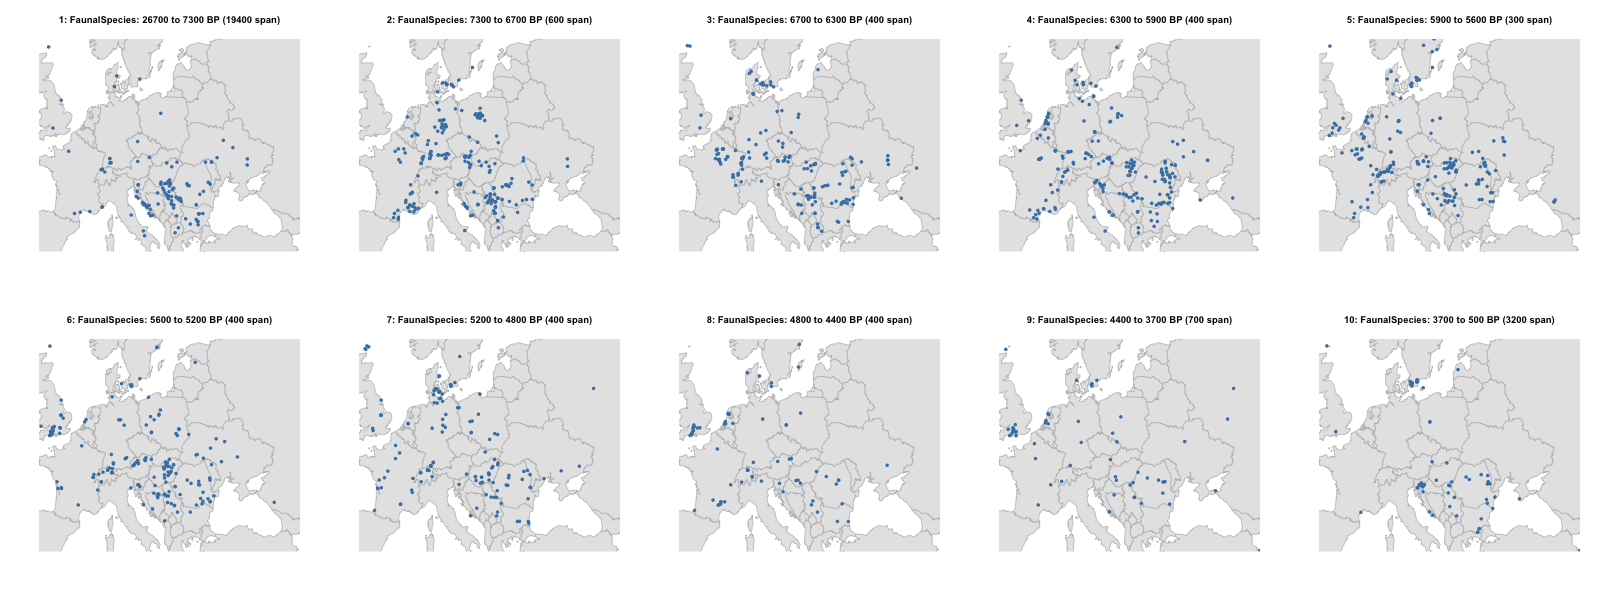 1: FaunalSpecies: 26700 to 7300 BP (19400 span)
2: FaunalSpecies: 7300 to 6700 BP (600 span)
3: FaunalSpecies: 6700 to 6300 BP (400 span)
4: FaunalSpecies: 6300 to 5900 BP (400 span)
5: FaunalSpecies: 5900 to 5600 BP (300 span)
6: FaunalSpecies: 5600 to 5200 BP (400 span)
7: FaunalSpecies: 5200 to 4800 BP (400 span)
8: FaunalSpecies: 4800 to 4400 BP (400 span)
9: FaunalSpecies: 4400 to 3700 BP (700 span)
10: FaunalSpecies: 3700 to 500 BP (3200 span)